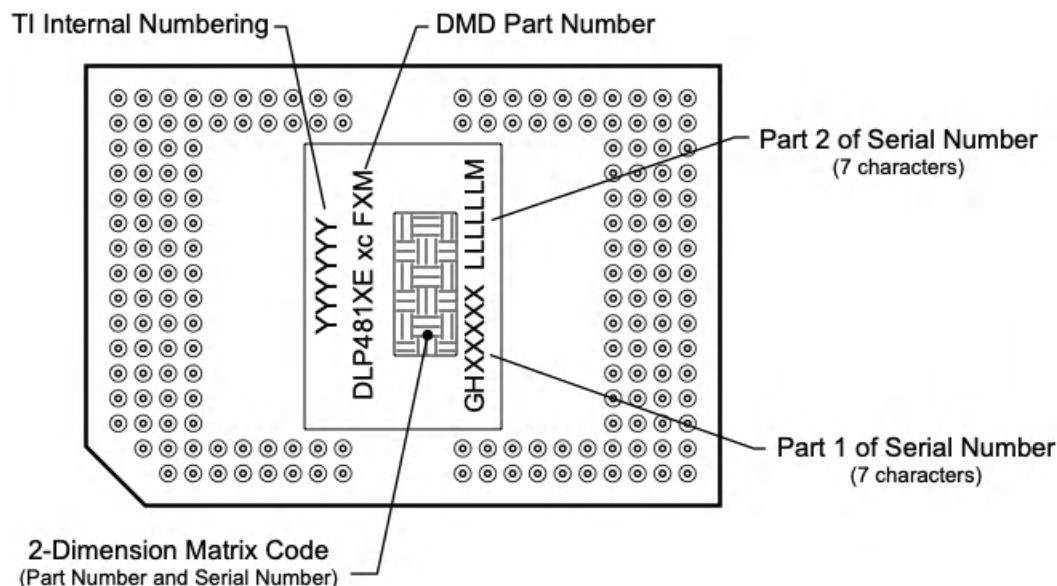 TI Internal Numbering
DMD Part Number
Part 2 of Serial Number
(7 characters)
YYYYYY
DLP481XE xc FXM
GHXXXXX LLLLLLM
Part 1 of Serial Number
(7 characters)
2-Dimension Matrix Code
(Part Number and Serial Number)